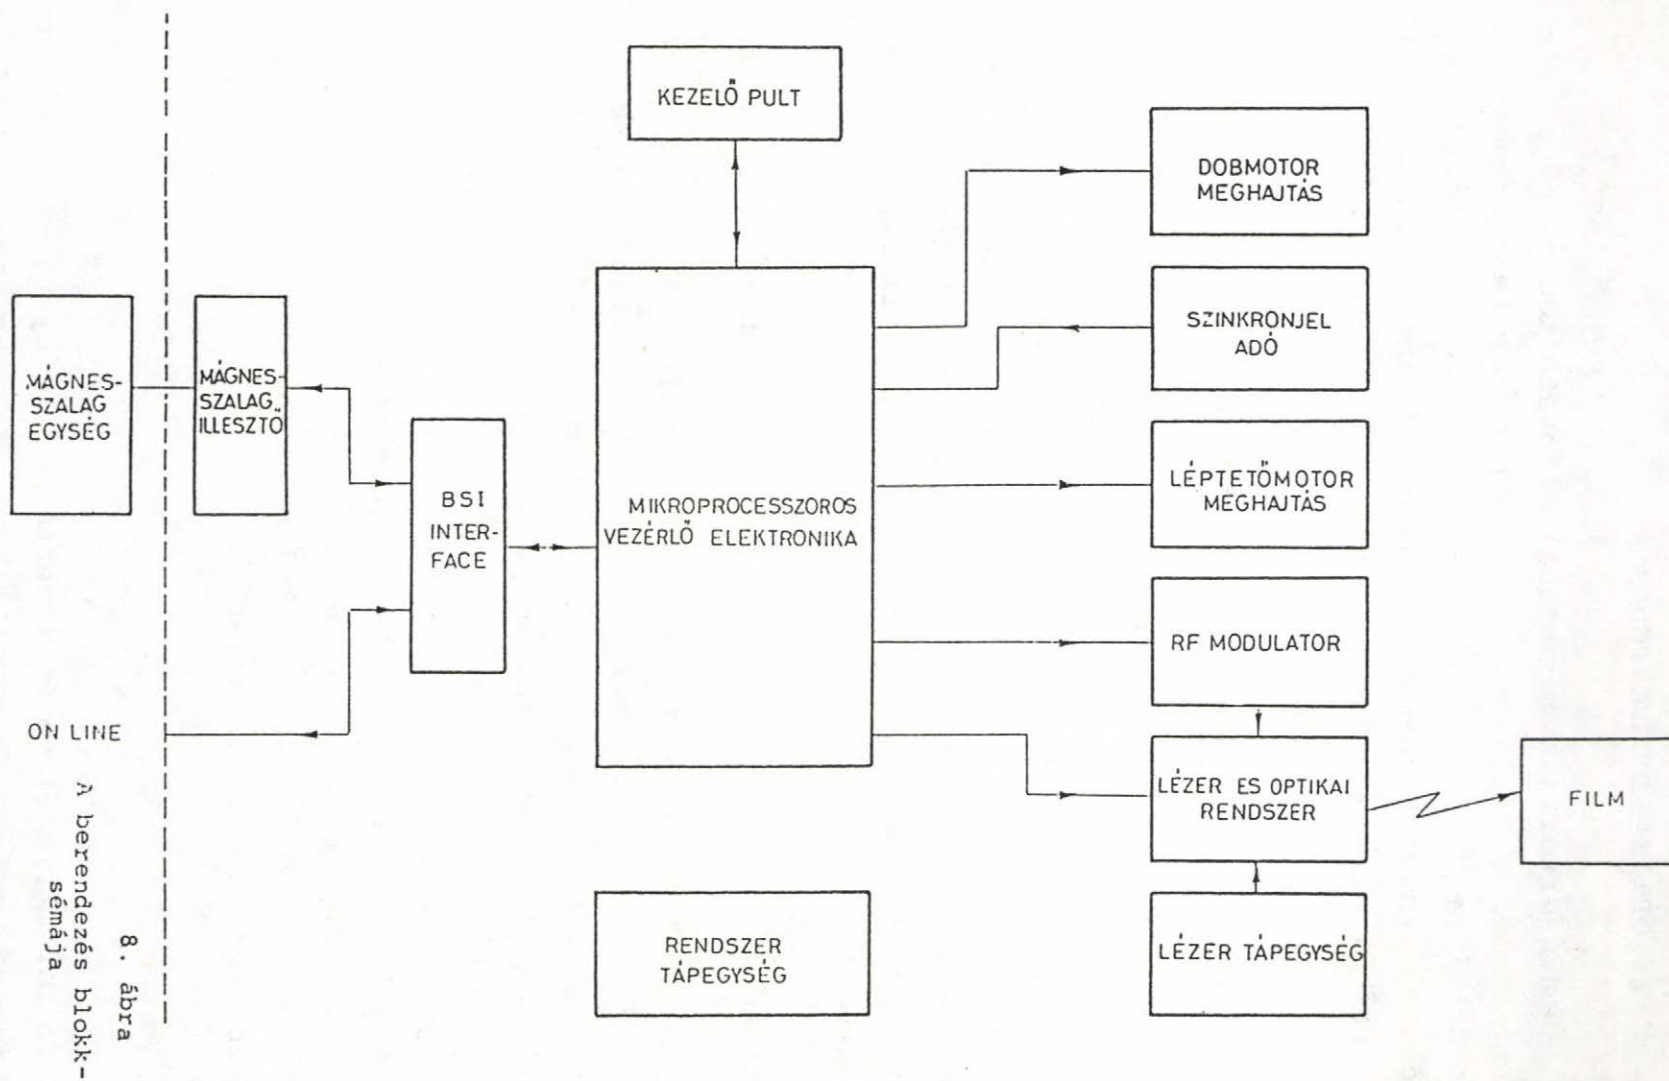 KEZELŐ PULT
DOBMOTOR
MEGHAJTÁS
SZINKRONJEL
ADÓ
MÁGNES-
SZALAG
EGYSÉG
MÁGNES-
SZALAG
ILLESZTŐ
BSI
INTER-
FACE
MIKROPROCESSZOROS
VEZÉRLŐ ELEKTRONIKA
LÉPTETŐMOTOR
MEGHAJTÁS
RF MODULATOR
ON LINE
LÉZER ES OPTIKAI
RENDSZER
FILM
RENDSZER
TÁPEGYSÉG
LÉZER TÁPEGYSÉG
8. ábra
A berendezés blokk-
sémája